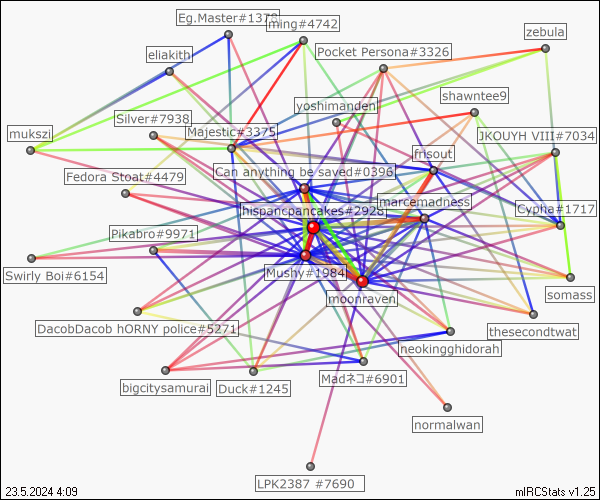 Eg.Master#1378
ming#4742
zebula
eliakith
Pocket Persona#3326
shawntee9
yoshimanden
Silver#7938
Majestic#3375
mukszi
JKOUYH VIII#7034
frisout
Can anything be saved#0396
Fedora Stoat#4479
marcemadness
hispancpancakes#2928
Cypha#1717
Pikabro#9971
Swirly Boi#6154
Mushy#1984
somass
moonraven
DacobDacob hORNY police#5271
thesecondtwat
neokingghidorah
Madネコ#6901
bigcitysamurai
Duck#1245
normalwan
LPK2387 #7690
23.5.2024 4:09
mIRCStats v1.25